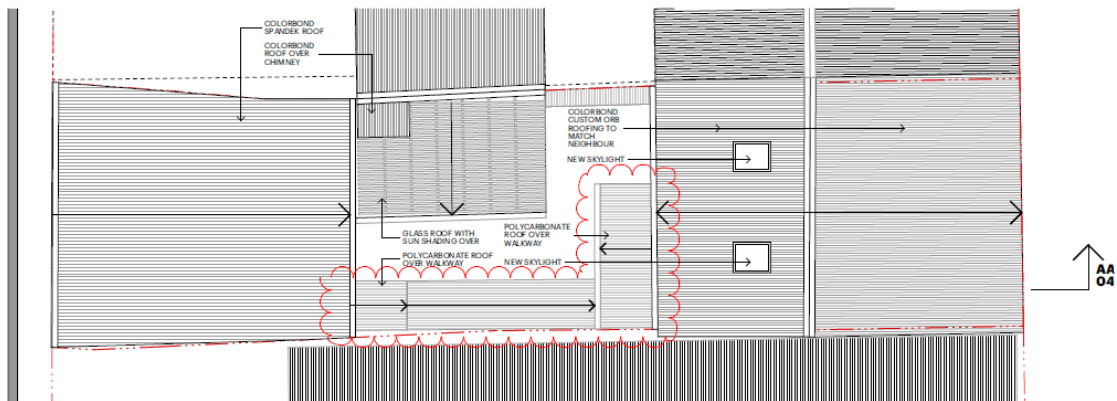 COLORBOND
SPANDEK ROOF
COLORBOND
ROOF OVER
CHIMNEY
COLORBOND
CUSTOM ORB
ROOFING TO
MATCH
NEIGHBOUR
NEW SKYLIGHT
GLASS ROOF WITH
SUN SHADING OVER
POLYCARBONATE ROOF
OVER WALKWAY
POLYCARBONATE
ROOF OVER
WALKWAY
NEW SKYLIGHT
AA
04